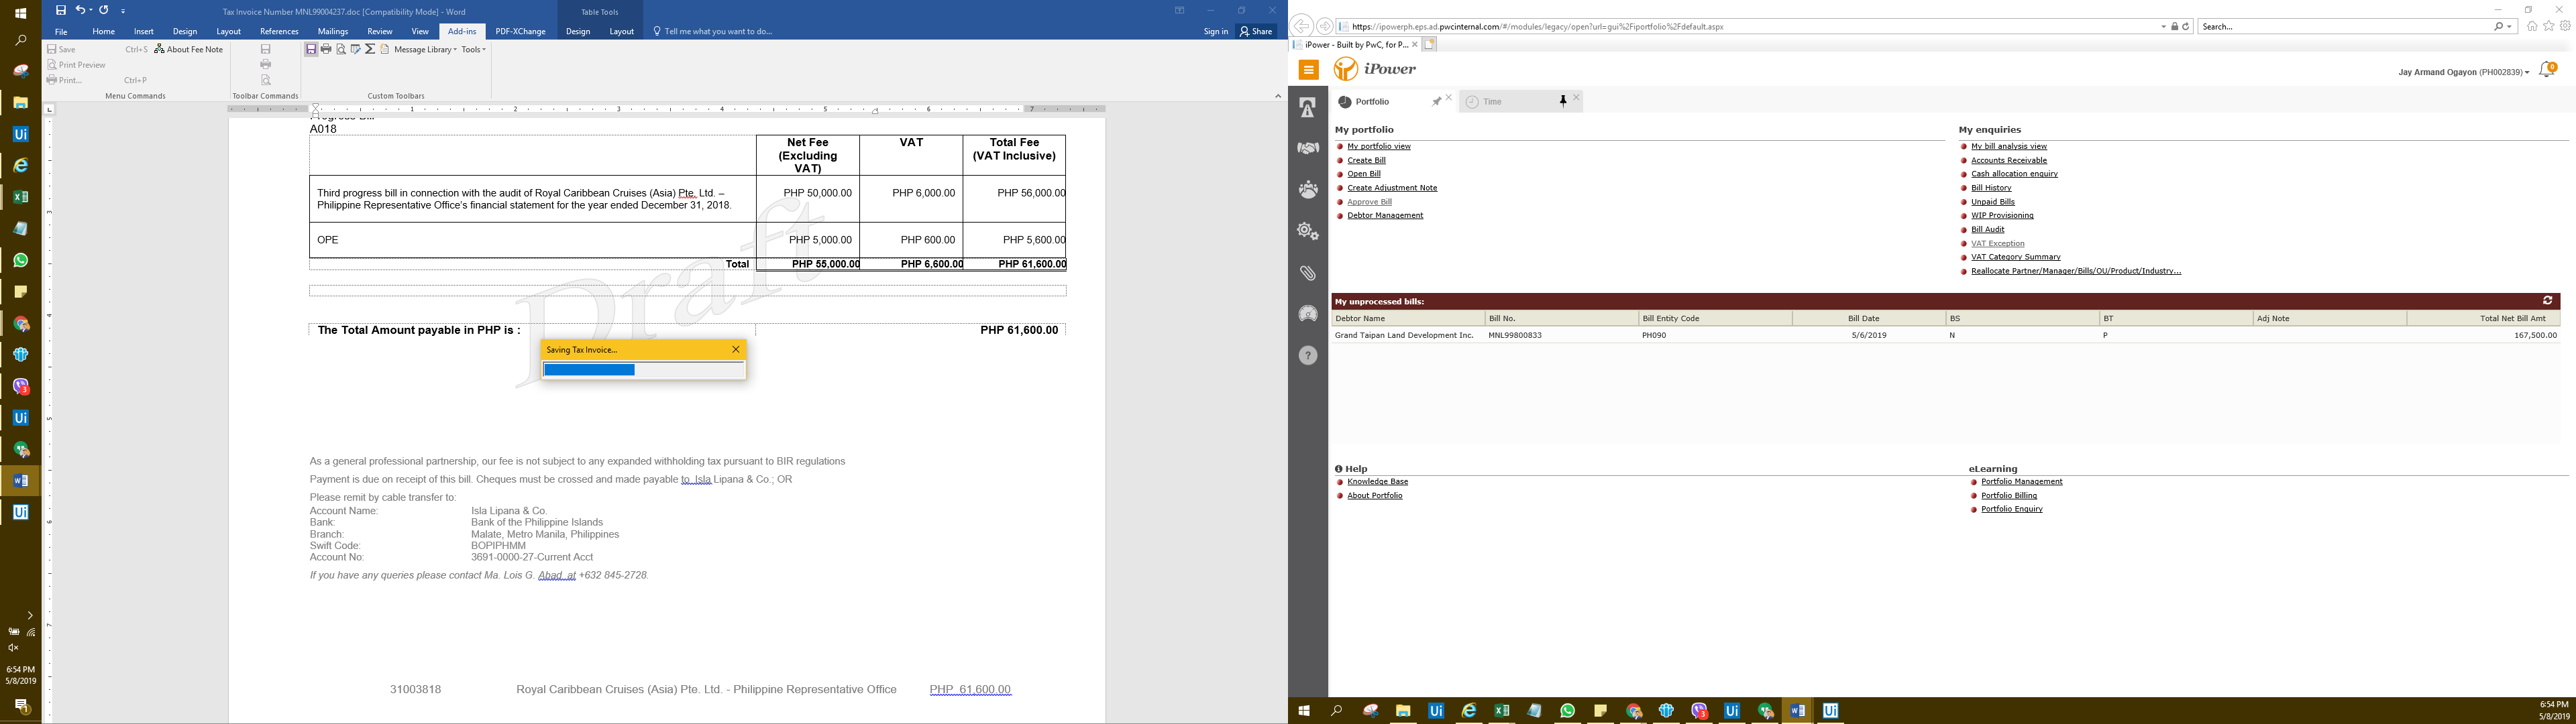 Tax Invoice Number MNL99004237.doc [Compatibility Mode] - Word
Table Tools
File
Home
Insert
Design
Layout
References
Mailings
Review
View
Add-ins
PDF-XChange
Design
Layout
Tell me what you want to do...
Sign in
Share
Save
Ctrl+S
About Fee Note
Print Preview
Print...
Ctrl+P
Message Library
Tools
Menu Commands
Toolbar Commands
Custom Toolbars
Progress Bill
A018
Net Fee
(Excluding
VAT)
VAT
Total Fee
(VAT Inclusive)
Third progress bill in connection with the audit of Royal Caribbean Cruises (Asia) Pte. Ltd. –
Philippine Representative Office's financial statement for the year ended December 31, 2018.
PHP 50,000.00
PHP 6,000.00
PHP 56,000.00
OPE
PHP 5,000.00
PHP 600.00
PHP 5,600.00
Total
PHP 55,000.00
PHP 6,600.00
PHP 61,600.00
Draft
The Total Amount payable in PHP is :
PHP 61,600.00
Saving Tax Invoice...
As a general professional partnership, our fee is not subject to any expanded withholding tax pursuant to BIR regulations
Payment is due on receipt of this bill. Cheques must be crossed and made payable to Isla Lipana & Co.; OR
Please remit by cable transfer to:
Account Name: Isla Lipana & Co.
Bank: Bank of the Philippine Islands
Branch: Malate, Metro Manila, Philippines
Swift Code: BOPIPHMM
Account No: 3691-0000-27-Current Acct
If you have any queries please contact Ma. Lois G. Abad at +632 845-2728.
31003818 Royal Caribbean Cruises (Asia) Pte. Ltd. - Philippine Representative Office PHP 61,600.00
6:54 PM
5/8/2019
https://ipowerph.eps.ad.pwcinternal.com/#/modules/legacy/open?url=gui%2Fiportfolio%2Fdefault.aspx
Search...
iPower - Built by PwC, for P...
iPower
Jay Armand Ogayon (PH002839)
0
Portfolio
Time
My portfolio
My portfolio view
Create Bill
Open Bill
Create Adjustment Note
Approve Bill
Debtor Management
My enquiries
My bill analysis view
Accounts Receivable
Cash allocation enquiry
Bill History
Unpaid Bills
WIP Provisioning
Bill Audit
VAT Exception
VAT Category Summary
Reallocate Partner/Manager/Bills/OU/Product/Industry...
My unprocessed bills:
Debtor Name Bill No. Bill Entity Code Bill Date BS BT Adj Note Total Net Bill Amt
Grand Taipan Land Development Inc. MNL99800833 PH090 5/6/2019 N P 167,500.00
Help
Knowledge Base
About Portfolio
eLearning
Portfolio Management
Portfolio Billing
Portfolio Enquiry
6:54 PM
5/8/2019